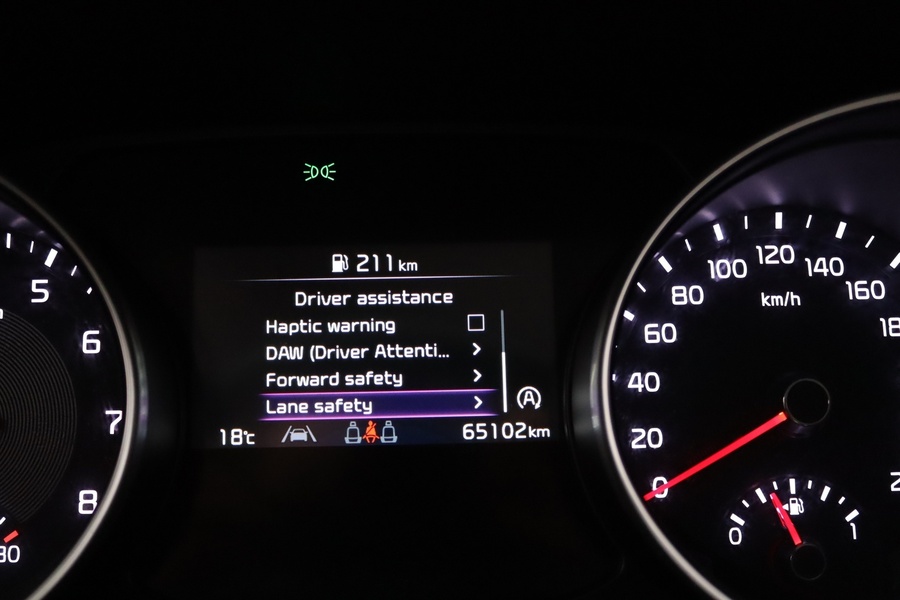 211 km
Driver assistance
Haptic warning
DAW (Driver Attenti...
Forward safety
Lane safety
A
18°C
65102km
5
6
7
8
0
20
40
60
80
100
120
140
160
km/h
0
1